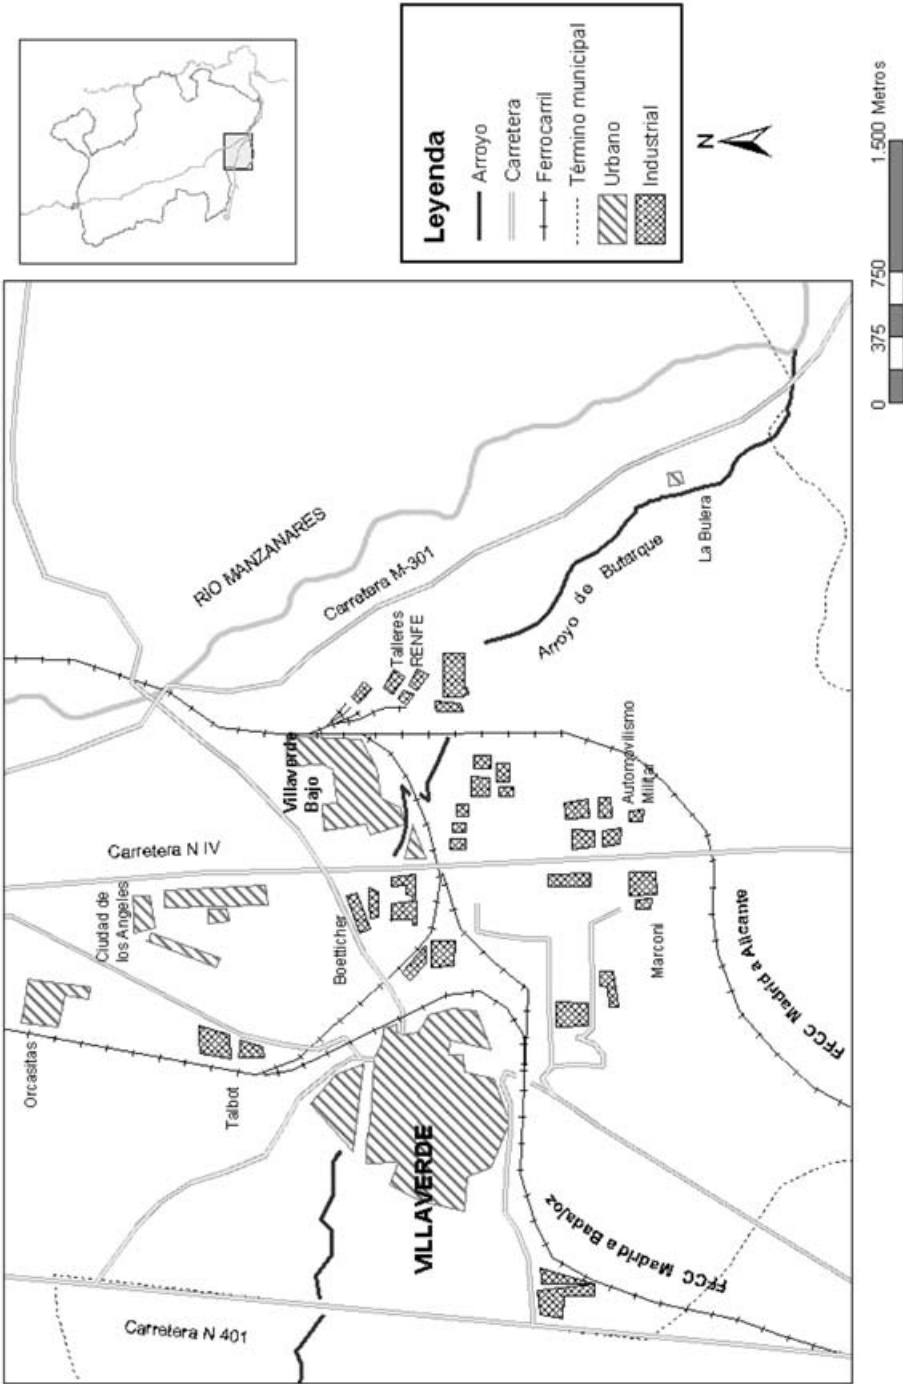 Leyenda
Arroyo
Carretera
Ferrocarril
Término municipal
Urbano
Industrial
N
0 375 750 1.500 Metros
Orcasitas
Ciudad de
los Angeles
Carretera N IV
RIO MANZANARES
Talbot
Boetticher
Villaverde
Bajo
Carretera M-301
Talleres
RENFE
Carretera N 401
VILLAVERDE
Arroyo de Butarque
La Bulera
Automovilismo
Militar
Marconi
FFCC Madrid a Badajoz
FFCC Madrid a Alicante